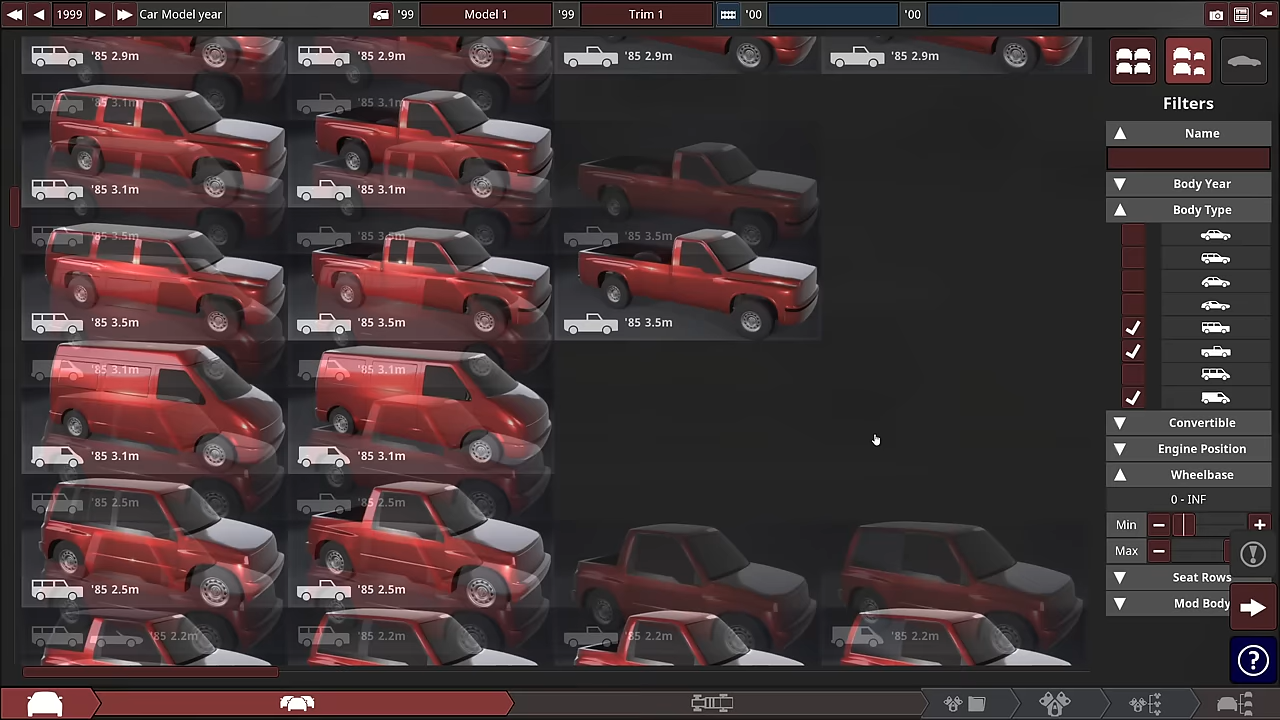 1999 Car Model year '99 Model 1 '99 Trim 1 '00 '00
'85 2.9m '85 2.9m '85 2.9m '85 2.9m
'85 3.1m '85 3.1m
'85 3.1m '85 3.1m
'85 3.5m '85 3.5m '85 3.5m
'85 3.5m '85 3.5m '85 3.5m
'85 3.1m '85 3.1m
'85 3.1m '85 3.1m
'85 2.5m '85 2.5m
'85 2.5m '85 2.5m
'85 2.2m '85 2.2m '85 2.2m '85 2.2m
Filters
Name
Body Year
Body Type
Convertible
Engine Position
Wheelbase
0 - INF
Min
Max
Seat Rows
Mod Body
?